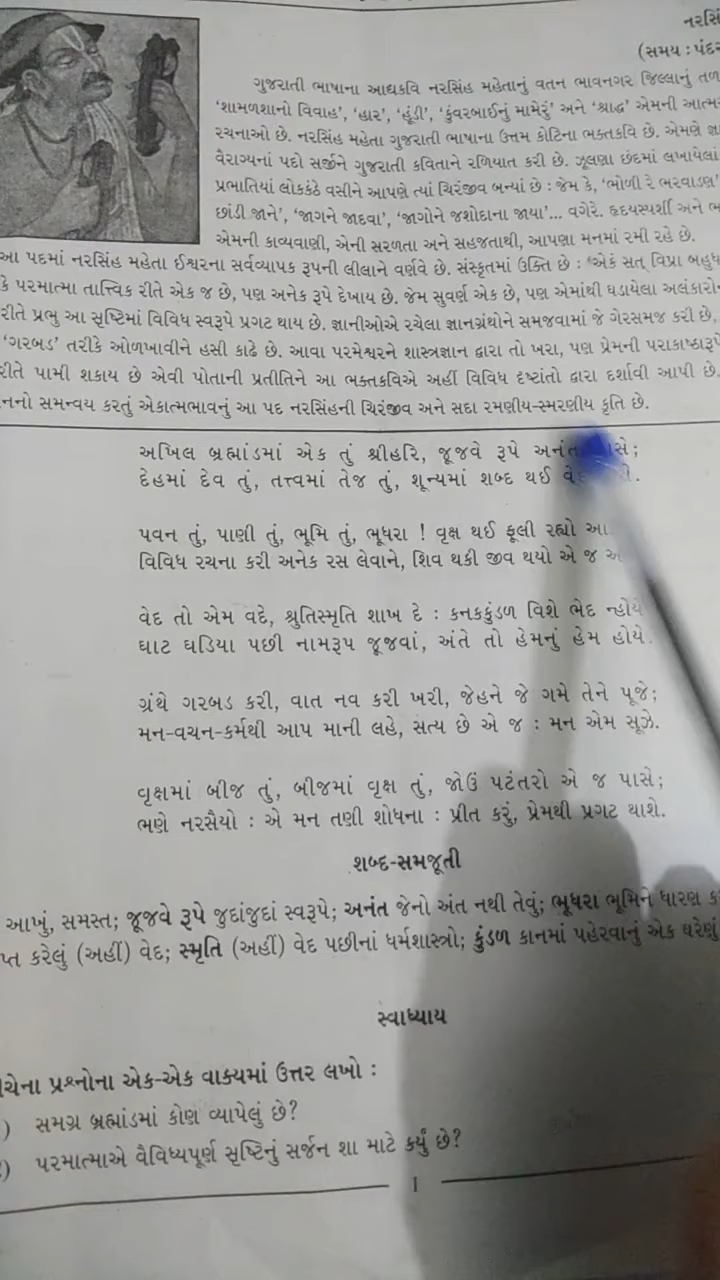 નરસિં
(સમય : પંદર
ગુજરાતી ભાષાના આદ્યકવિ નરસિંહ મહેતાનું વતન ભાવનગર જિલ્લાનું તળ
'શામળશાનો વિવાહ', 'હાર', 'હૂંડી', 'કુંવરબાઈનું મામેરું' અને 'શ્રાદ્ધ' એમની આત્મ
રચનાઓ છે. નરસિંહ મહેતા ગુજરાતી ભાષાના ઉત્તમ કોટિના ભક્તકવિ છે. એમણે જ્ઞા
વૈરાગ્યનાં પદો સર્જીને ગુજરાતી કવિતાને રળિયાત કરી છે. ઝૂલણા છંદમાં લખાયેલાં
પ્રભાતિયાં લોકકંઠે વસીને આપણે ત્યાં ચિરંજીવ બન્યાં છે : જેમ કે, 'ભોળી રે ભરવાડણ'
છાંડી જાને', 'જાગને જાદવા', 'જાગોને જશોદાના જાયા'... વગેરે. હૃદયસ્પર્શી અને ભ
એમની કાવ્યવાણી, એની સરળતા અને સહજતાથી, આપણા મનમાં રમી રહે છે.
આ પદમાં નરસિંહ મહેતા ઈશ્વરના સર્વવ્યાપક રૂપની લીલાને વર્ણવે છે. સંસ્કૃતમાં ઉક્તિ છે : 'એકં સત્ વિપ્રા બહુધ
કે પરમાત્મા તાત્ત્વિક રીતે એક જ છે, પણ અનેક રૂપે દેખાય છે. જેમ સુવર્ણ એક છે, પણ એમાંથી ઘડાયેલા અલંકારો
રીતે પ્રભુ આ સૃષ્ટિમાં વિવિધ સ્વરૂપે પ્રગટ થાય છે. જ્ઞાનીઓએ રચેલા જ્ઞાનગ્રંથોને સમજવામાં જે ગેરસમજ કરી છે,
'ગરબડ' તરીકે ઓળખાવીને હસી કાઢે છે. આવા પરમેશ્વરને શાસ્ત્રજ્ઞાન દ્વારા તો ખરા, પણ પ્રેમની પરાકાષ્ઠારૂપે
રીતે પામી શકાય છે એવી પોતાની પ્રતીતિને આ ભક્તકવિએ અહીં વિવિધ દૃષ્ટાંતો દ્વારા દર્શાવી આપી છે.
નનો સમન્વય કરતું એકાત્મભાવનું આ પદ નરસિંહની ચિરંજીવ અને સદા રમણીય-સ્મરણીય કૃતિ છે.
અખિલ બ્રહ્માંડમાં એક તું શ્રીહરિ, જૂજવે રૂપે અનંત સે;
દેહમાં દેવ તું, તત્ત્વમાં તેજ તું, શૂન્યમાં શબ્દ થઈ
પવન તું, પાણી તું, ભૂમિ તું, ભૂધરા ! વૃક્ષ થઈ ફૂલી રહ્યો આ
વિવિધ રચના કરી અનેક રસ લેવાને, શિવ થકી જીવ થયો એ જ
વેદ તો એમ વદે, શ્રુતિસ્મૃતિ શાખ દે : કનકકુંડળ વિશે ભેદ ન્હોયે
ઘાટ ઘડિયા પછી નામરૂપ જૂજવાં, અંતે તો હેમનું હેમ હોયે
ગ્રંથે ગરબડ કરી, વાત નવ કરી ખરી, જેહને જે ગમે તેને પૂજે;
મન-વચન-કર્મથી આપ માની લહે, સત્ય છે એ જ : મન એમ સૂઝે.
વૃક્ષમાં બીજ તું, બીજમાં વૃક્ષ તું, જોઉં પટંતરો એ જ પાસે;
ભણે નરસૈયો : એ મન તણી શોધના : પ્રીત કરું, પ્રેમથી પ્રગટ થાશે.
શબ્દ-સમજૂતી
આખું, સમસ્ત; જૂજવે રૂપે જુદાંજુદાં સ્વરૂપે; અનંત જેનો અંત નથી તેવું; ભૂધરા ભૂમિને ધારણ ક
પ્ત કરેલું (અહીં) વેદ; સ્મૃતિ (અહીં) વેદ પછીનાં ધર્મશાસ્ત્રો; કુંડળ કાનમાં પહેરવાનું એક ઘરેણું
સ્વાધ્યાય
ચેના પ્રશ્નોના એક-એક વાક્યમાં ઉત્તર લખો :
) સમગ્ર બ્રહ્માંડમાં કોણ વ્યાપેલું છે?
) પરમાત્માએ વૈવિધ્યપૂર્ણ સૃષ્ટિનું સર્જન શા માટે કર્યું છે?
1